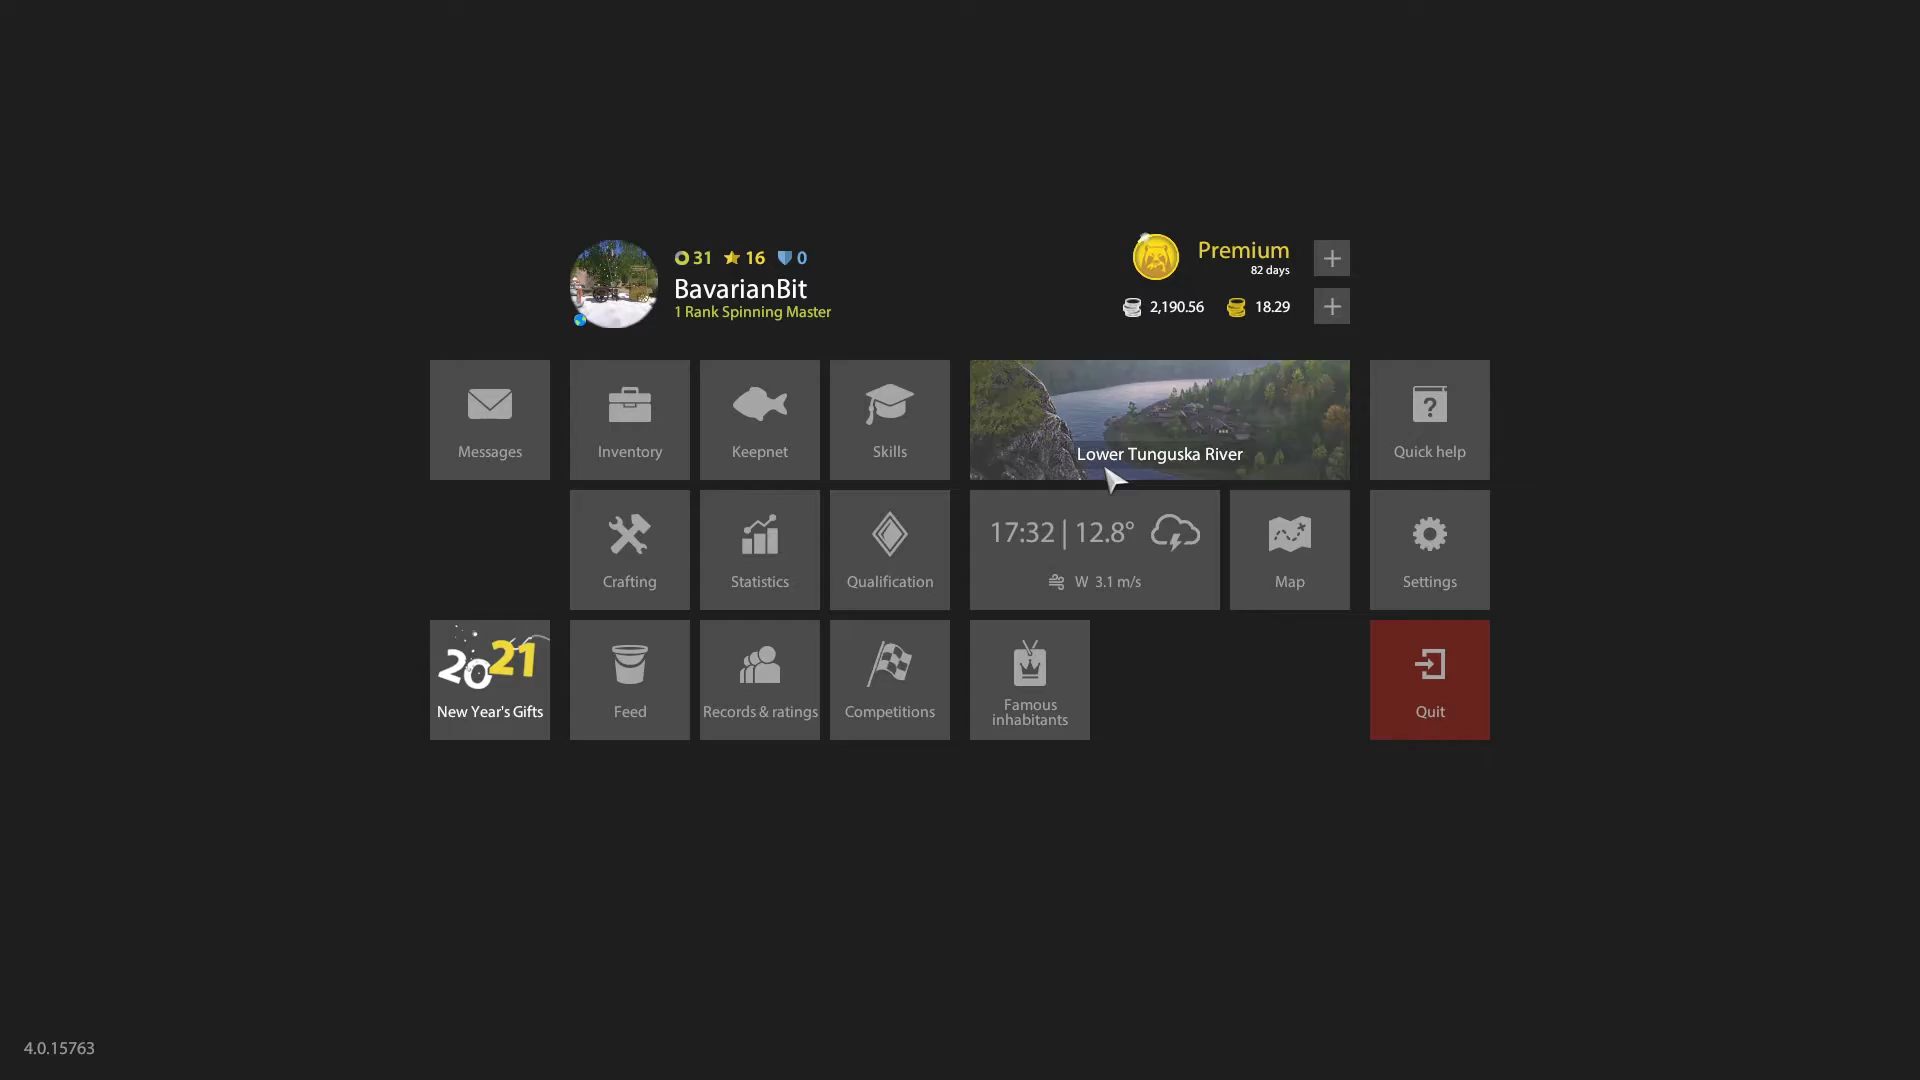 31 16 0
BavarianBit
1 Rank Spinning Master
Premium
82 days
2,190.56 18.29
Messages
Inventory
Keepnet
Skills
Lower Tunguska River
Quick help
Crafting
Statistics
Qualification
17:32 | 12.8°
W 3.1 m/s
Map
Settings
2021
New Year's Gifts
Feed
Records & ratings
Competitions
Famous
inhabitants
Quit
4.0.15763